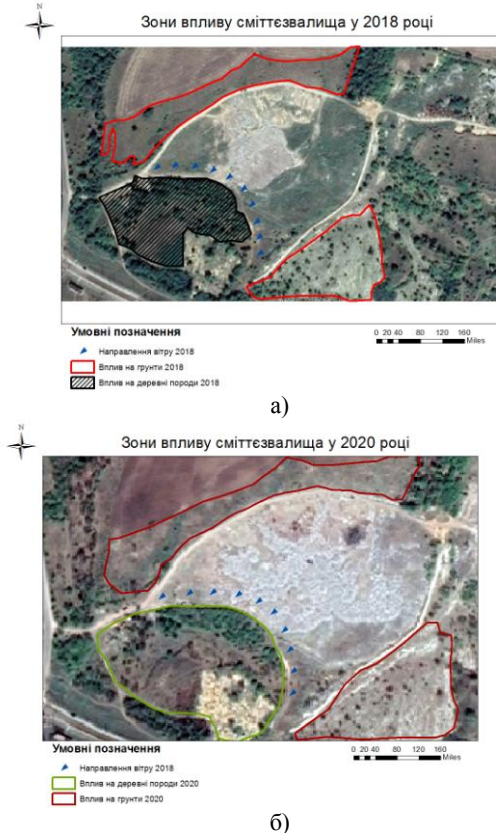 N
Зони впливу сміттєзвалища у 2018 році
Умовні позначення
Направлення вітру 2018
Вплив на грунти 2018
Вплив на деревні породи 2018
0 20 40 80 120 160
Miles
а)
N
Зони впливу сміттєзвалища у 2020 році
Умовні позначення
Направлення вітру 2018
Вплив на деревні породи 2020
Вплив на грунти 2020
0 20 40 80 120 160
Miles
б)